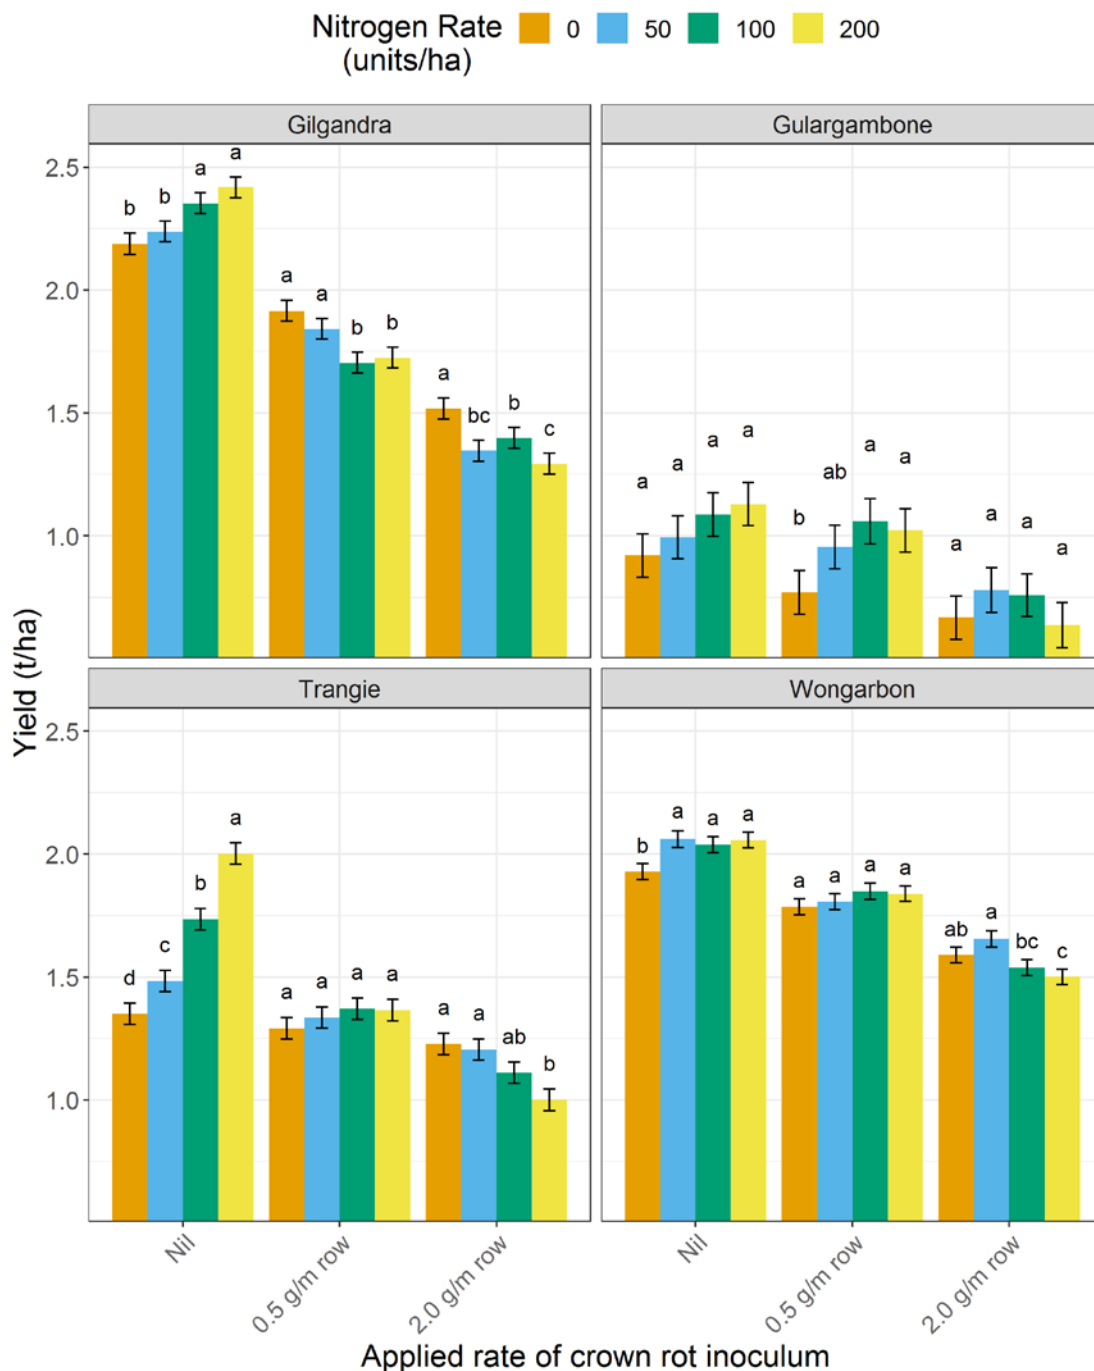 Nitrogen Rate 0 50 100 200
(units/ha)
Gilgandra Gulargambone
2.5
2.0
1.5
1.0
b b a a
a a b b
a bc b c
a a a a
b ab a a
a a a a
Yield (t/ha)
Trangie Wongarbon
2.5
2.0
1.5
1.0
d c b a
a a a a
a a ab b
b a a a
a a a a
ab a bc c
Nil 0.5 g/m row 2.0 g/m row Nil 0.5 g/m row 2.0 g/m row
Applied rate of crown rot inoculum